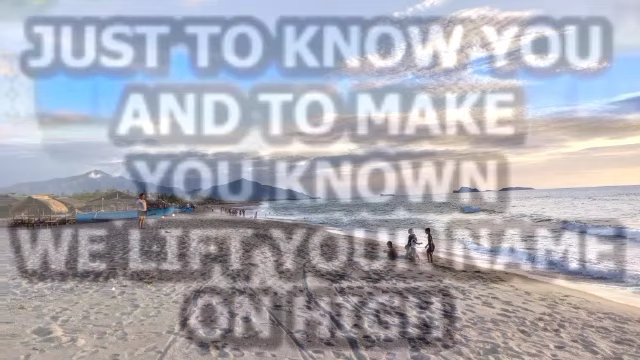 JUST TO KNOW YOU
AND TO MAKE
YOU KNOWN
WE LIFT YOUR NAME
ON HIGH